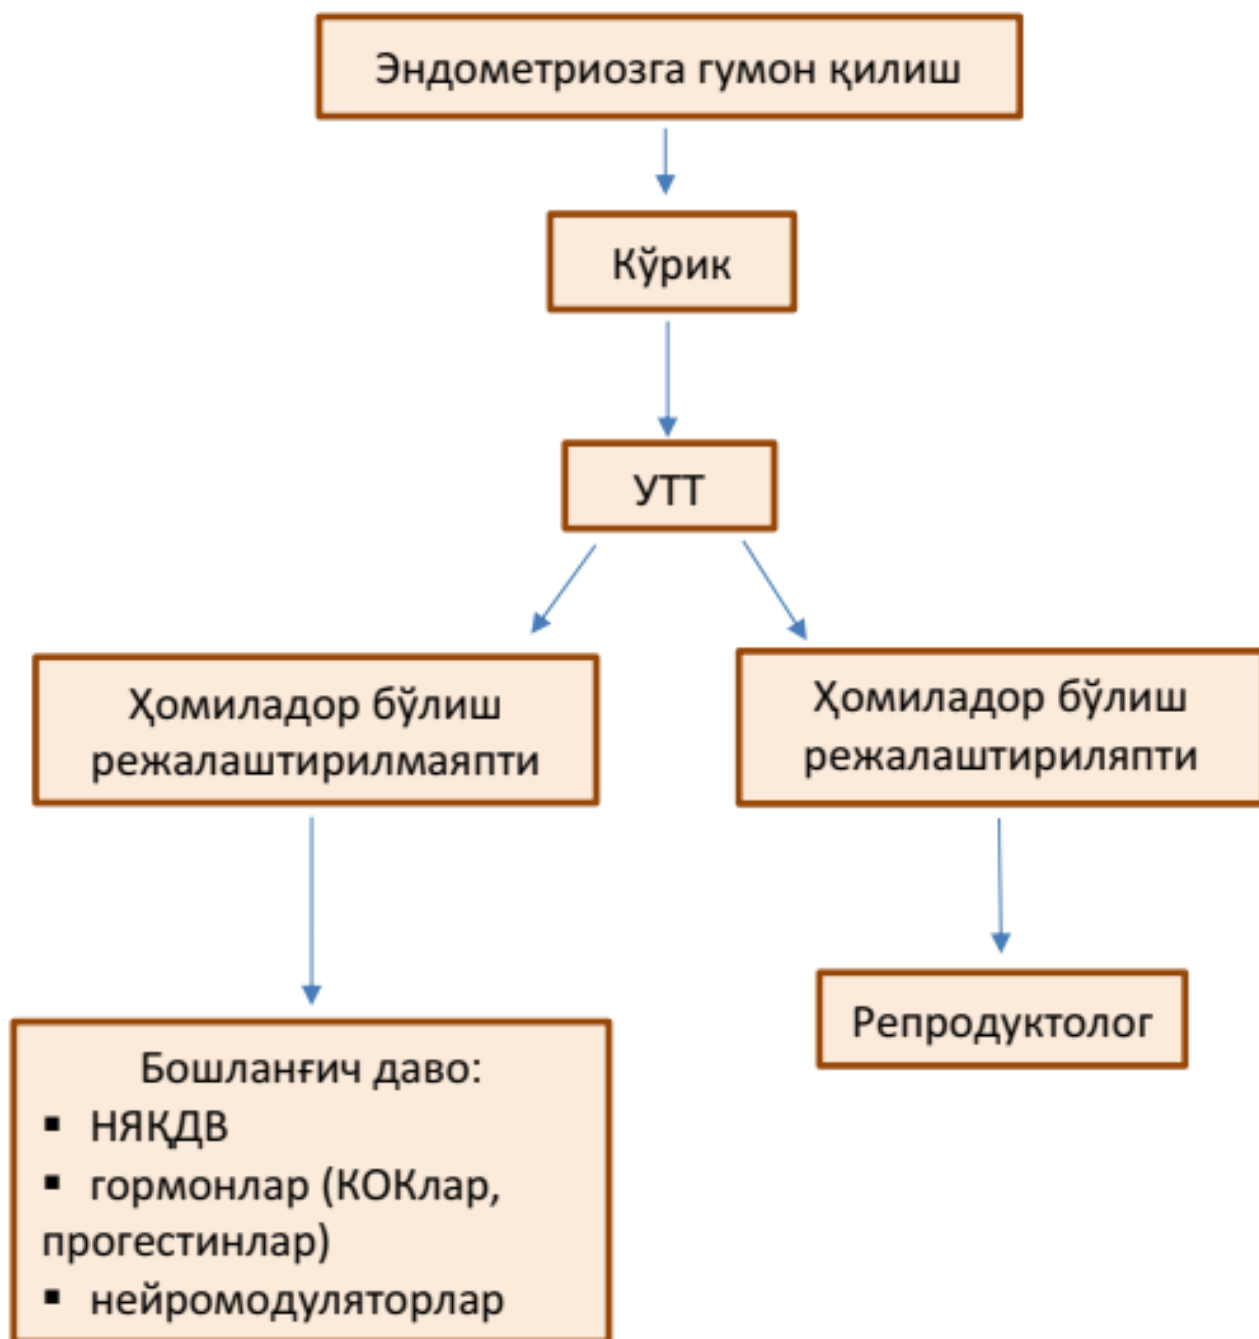 Эндометриозга гумон қилиш
Кўрик
УТТ
Ҳомиладор бўлиш
режалаштирилмаяпти
Ҳомиладор бўлиш
режалаштириляпти
Репродуктолог
Бошланғич даво:
▪ НЯҚДВ
▪ гормонлар (КОКлар,
прогестинлар)
▪ нейромодуляторлар